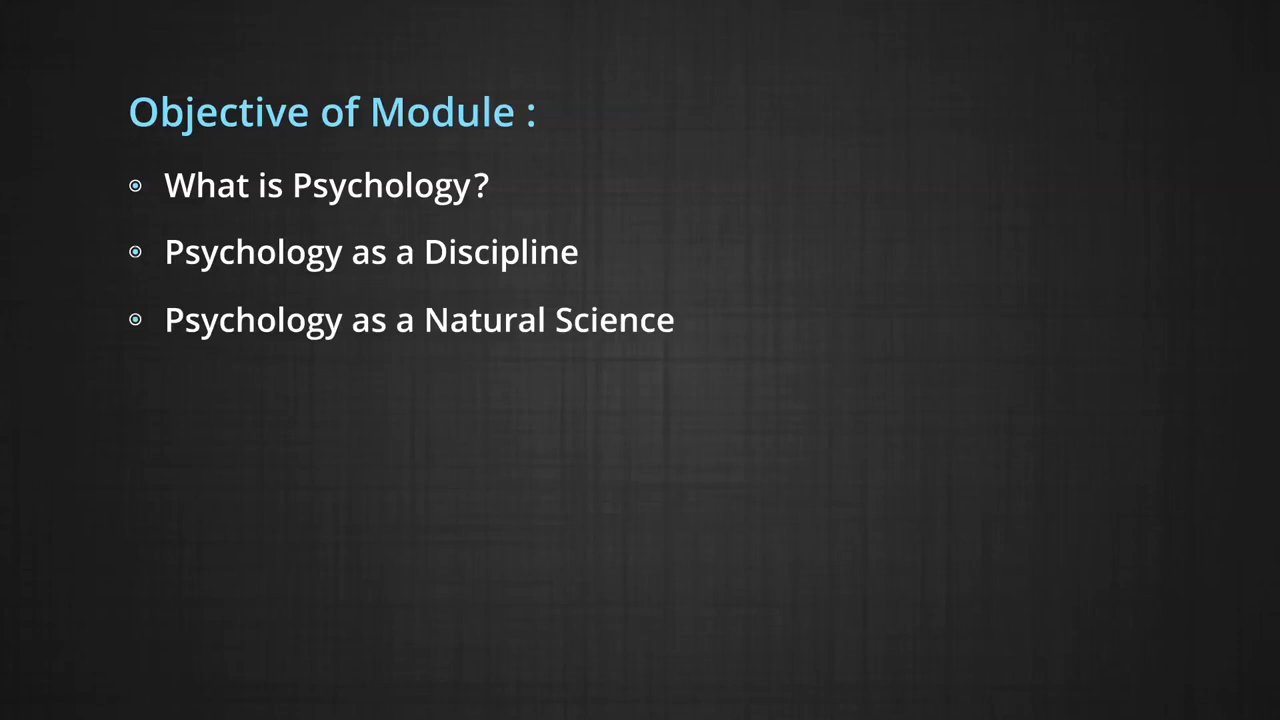 Objective of Module :
What is Psychology?
Psychology as a Discipline
Psychology as a Natural Science